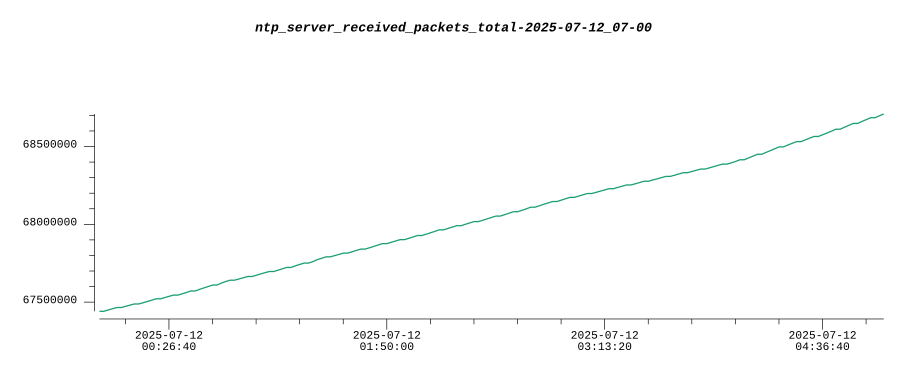 ntp_server_received_packets_total-2025-07-12_07-00
68500000
68000000
67500000
2025-07-12 2025-07-12 2025-07-12 2025-07-12
00:26:40 01:50:00 03:13:20 04:36:40